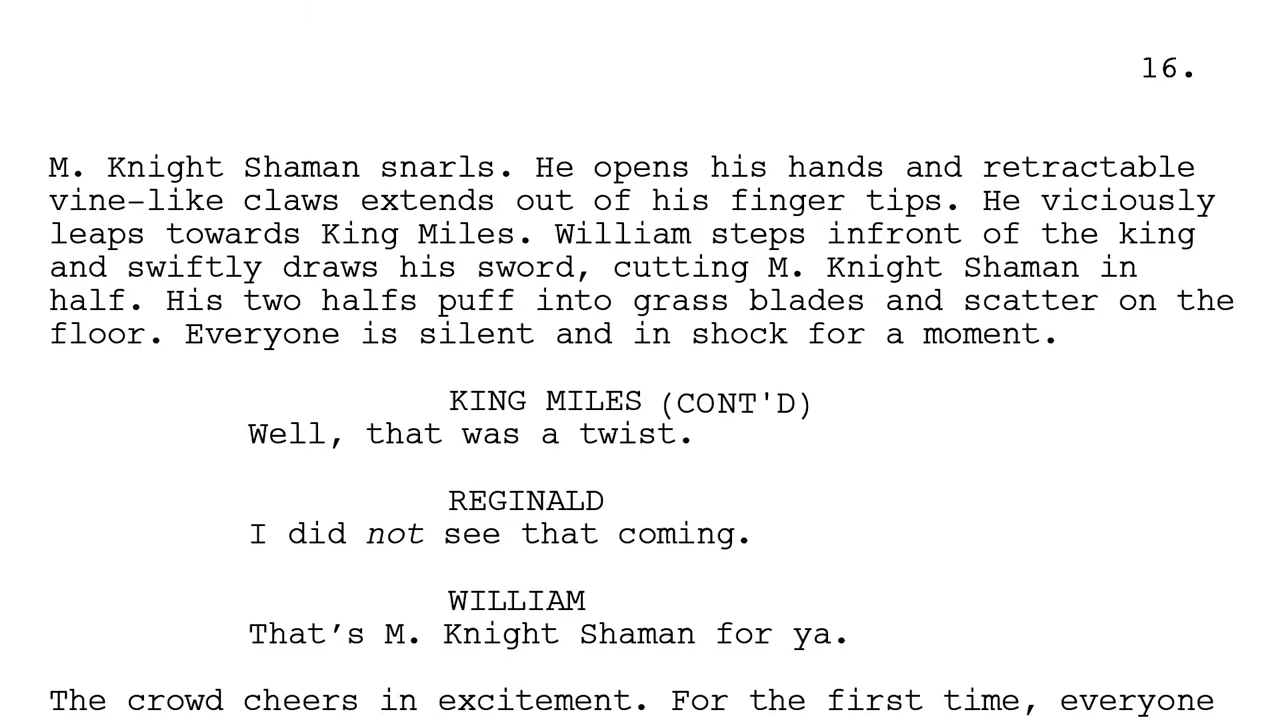 16.
M. Knight Shaman snarls. He opens his hands and retractable
vine-like claws extends out of his finger tips. He viciously
leaps towards King Miles. William steps infront of the king
and swiftly draws his sword, cutting M. Knight Shaman in
half. His two halfs puff into grass blades and scatter on the
floor. Everyone is silent and in shock for a moment.
KING MILES (CONT'D)
Well, that was a twist.
REGINALD
I did not see that coming.
WILLIAM
That’s M. Knight Shaman for ya.
The crowd cheers in excitement. For the first time, everyone